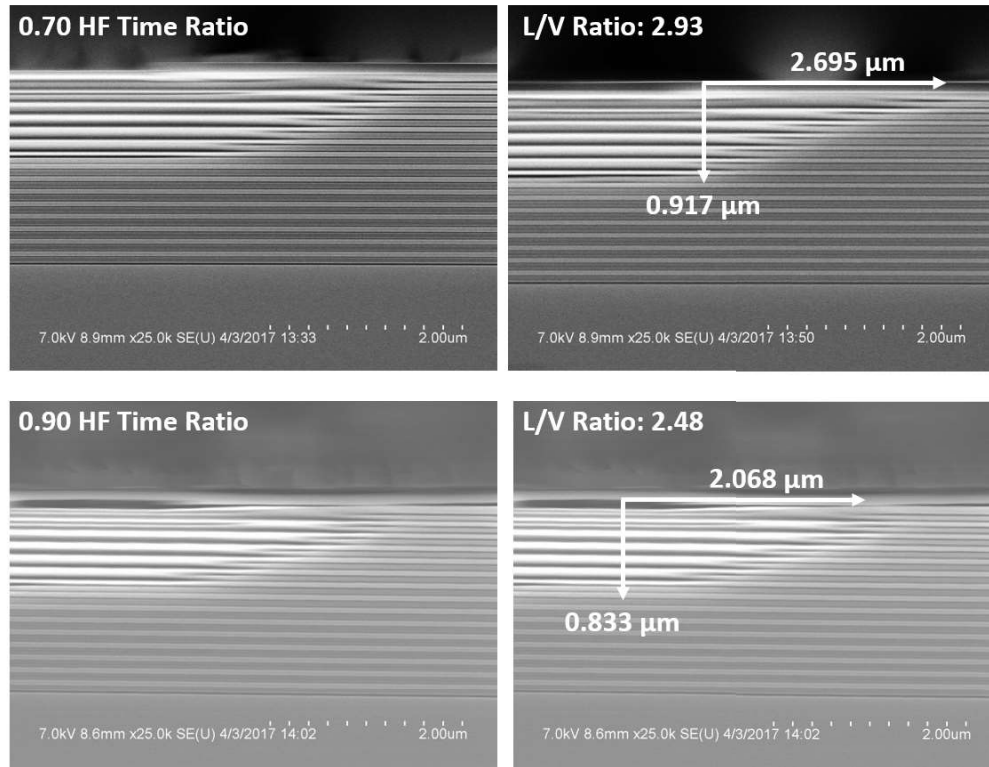 0.70 HF Time Ratio
7.0kV 8.9mm x25.0k SE(U) 4/3/2017 13:33
2.00um
L/V Ratio: 2.93
2.695 µm
0.917 µm
7.0kV 8.9mm x25.0k SE(U) 4/3/2017 13:50
2.00um
0.90 HF Time Ratio
7.0kV 8.6mm x25.0k SE(U) 4/3/2017 14:02
2.00um
L/V Ratio: 2.48
2.068 µm
0.833 µm
7.0kV 8.6mm x25.0k SE(U) 4/3/2017 14:02
2.00um